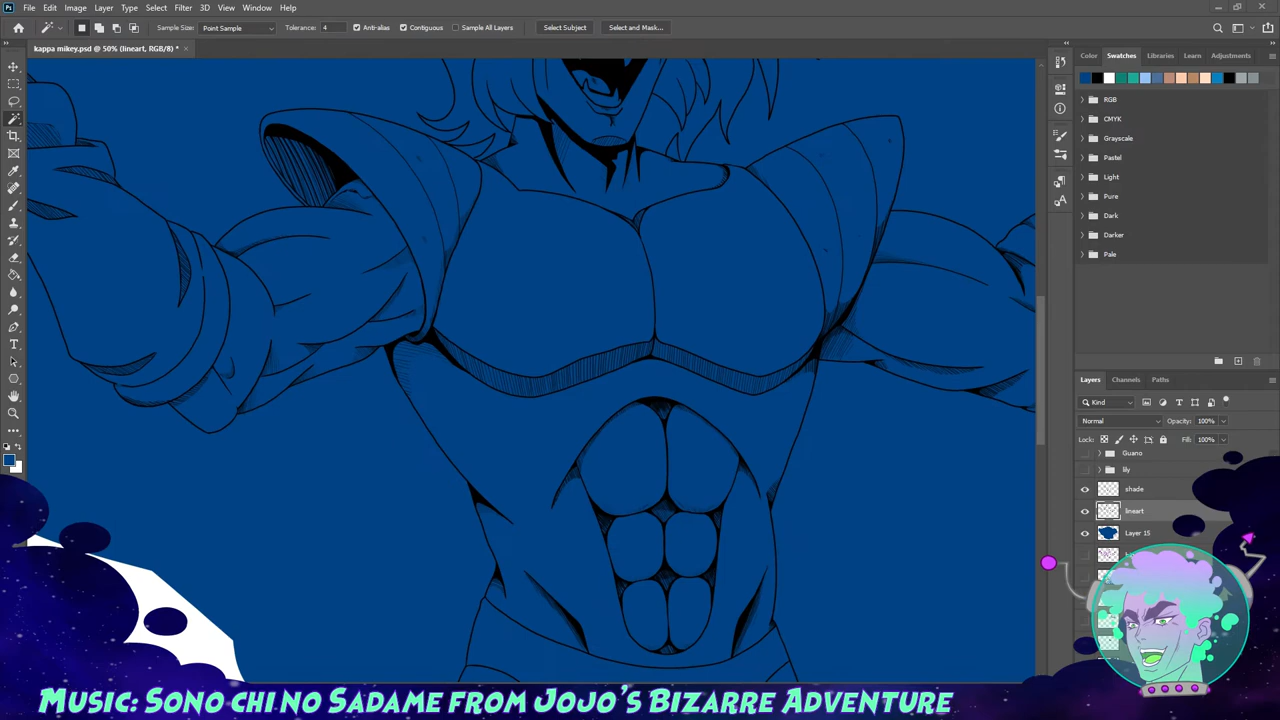 File Edit Image Layer Type Select Filter 3D View Window Help
Sample Size: Point Sample Tolerance: 4 Anti-alias Contiguous Sample All Layers Select Subject Select and Mask...
kappa mikey.psd @ 50% (lineart, RGB/8) *
Color Swatches Libraries Learn Adjustments
RGB
CMYK
Grayscale
Pastel
Light
Pure
Dark
Darker
Pale
Layers Channels Paths
Kind
Normal Opacity: 100%
Lock: Fill: 100%
Guano
lily
shade
lineart
Layer 15
Music: Sono chi no Sadame from JoJo's Bizarre Adventure